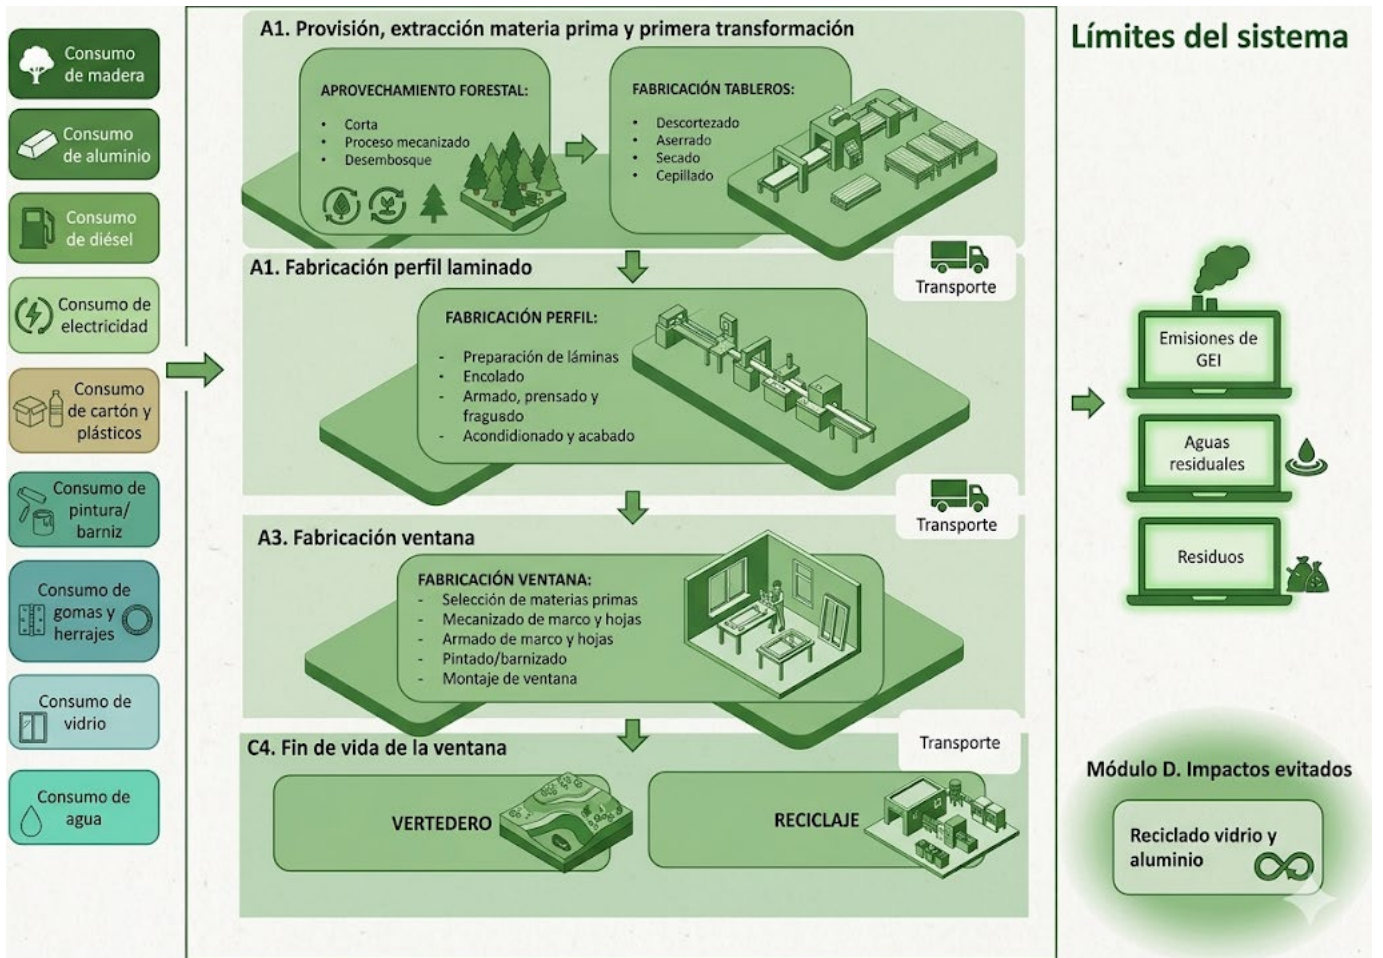 Consumo
de madera
Consumo
de aluminio
Consumo
de diésel
Consumo de
electricidad
Consumo
de cartón y
plásticos
Consumo de
pintura/
barniz
Consumo de
gomas y
herrajes
Consumo de
vidrio
Consumo de
agua
A1. Provisión, extracción materia prima y primera transformación
APROVECHAMIENTO FORESTAL:
• Corta
• Proceso mecanizado
• Desembosque
FABRICACIÓN TABLEROS:
• Descortezado
• Aserrado
• Secado
• Cepillado
Transporte
A1. Fabricación perfil laminado
FABRICACIÓN PERFIL:
- Preparación de láminas
- Encolado
- Armado, prensado y
fraguado
- Acondidionado y acabado
Transporte
A3. Fabricación ventana
FABRICACIÓN VENTANA:
- Selección de materias primas
- Mecanizado de marco y hojas
- Armado de marco y hojas
- Pintado/barnizado
- Montaje de ventana
Transporte
C4. Fin de vida de la ventana
VERTEDERO
RECICLAJE
Límites del sistema
Emisiones de
GEI
Aguas
residuales
Residuos
Módulo D. Impactos evitados
Reciclado vidrio y
aluminio